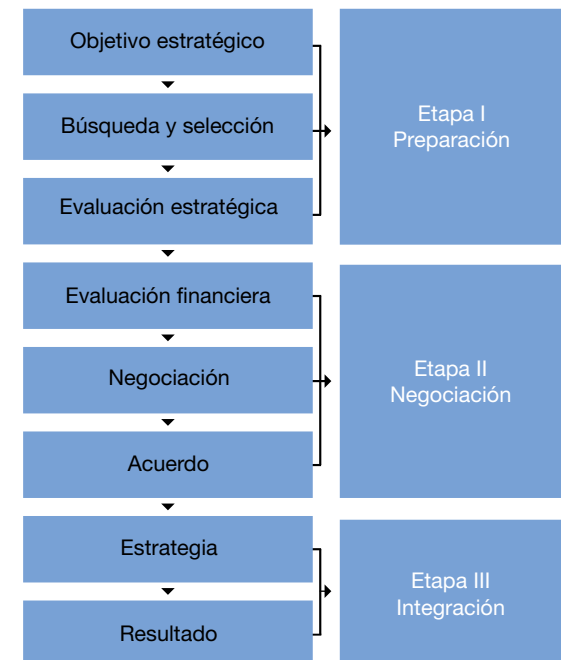 Objetivo estratégico
Búsqueda y selección
Evaluación estratégica
Etapa I
Preparación
Evaluación financiera
Negociación
Acuerdo
Etapa II
Negociación
Estrategia
Resultado
Etapa III
Integración